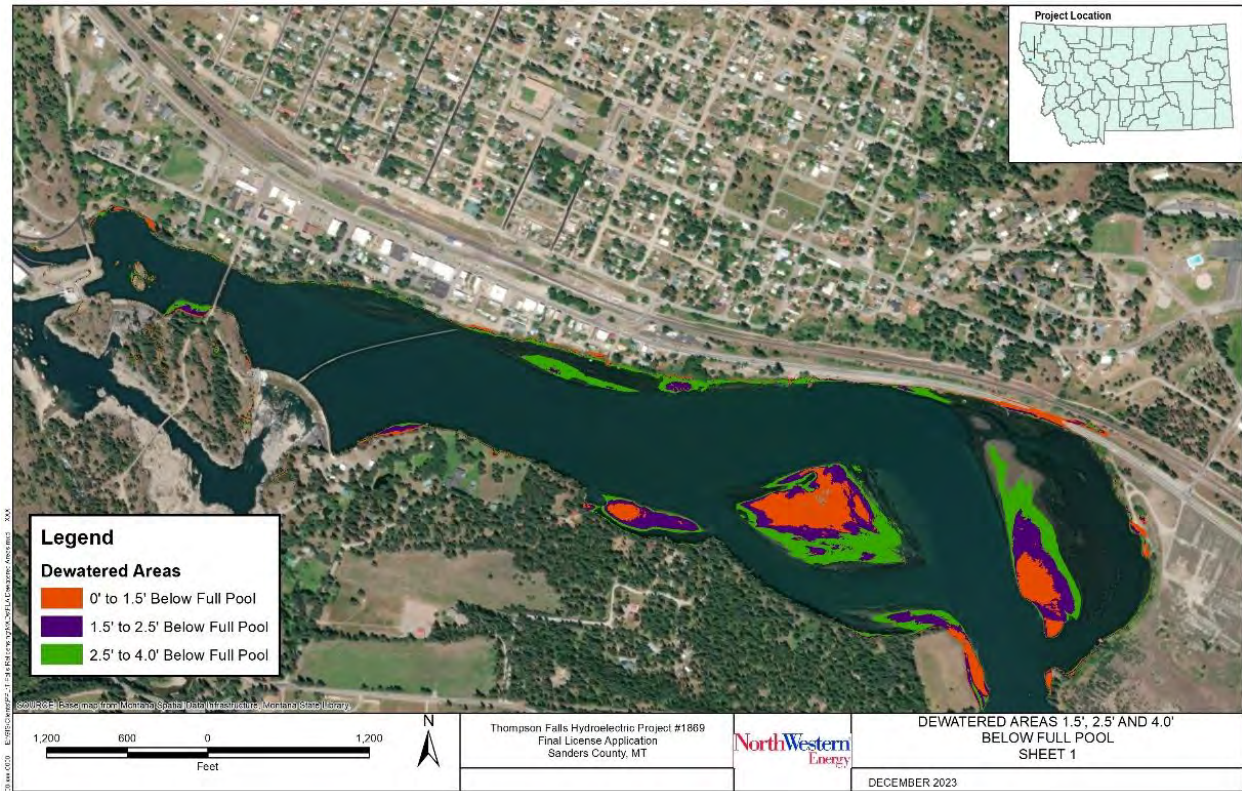 Project Location
Legend
Dewatered Areas
0' to 1.5' Below Full Pool
1.5' to 2.5' Below Full Pool
2.5' to 4.0' Below Full Pool
SOURCE: Base map from Montana Spatial Data Infrastructure, Montana State Library.
1,200 600 0 1,200
Feet
N
Thompson Falls Hydroelectric Project #1869
Final License Application
Sanders County, MT
NorthWestern
Energy
DEWATERED AREAS 1.5', 2.5' AND 4.0'
BELOW FULL POOL
SHEET 1
DECEMBER 2023